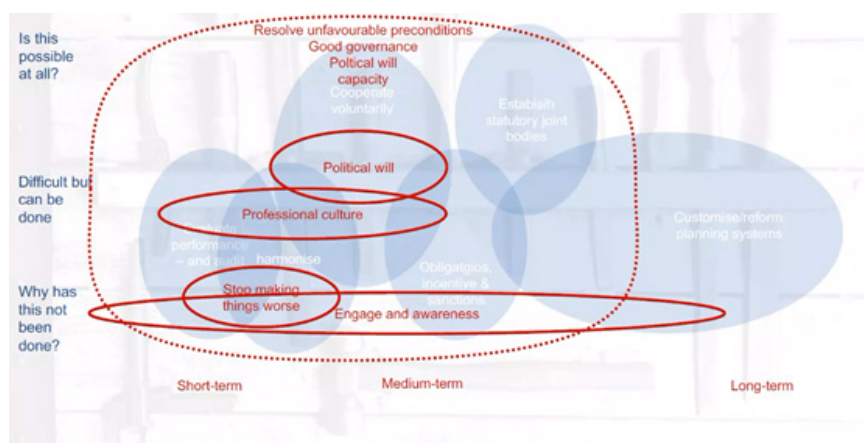 Is this
possible
at all?
Resolve unfavourable preconditions
Good governance
Poltical will
capacity
Cooperate
voluntarily
Establsih
statutory joint
bodies
Political will
Difficult but
can be
done
Professional culture
performance
– and audit
harmonise
Customise/reform
planning systems
Obligatgios,
incentive &
sanctions
Why has
this not
been
done?
Stop making
things worse
Engage and awareness
Short-term
Medium-term
Long-term